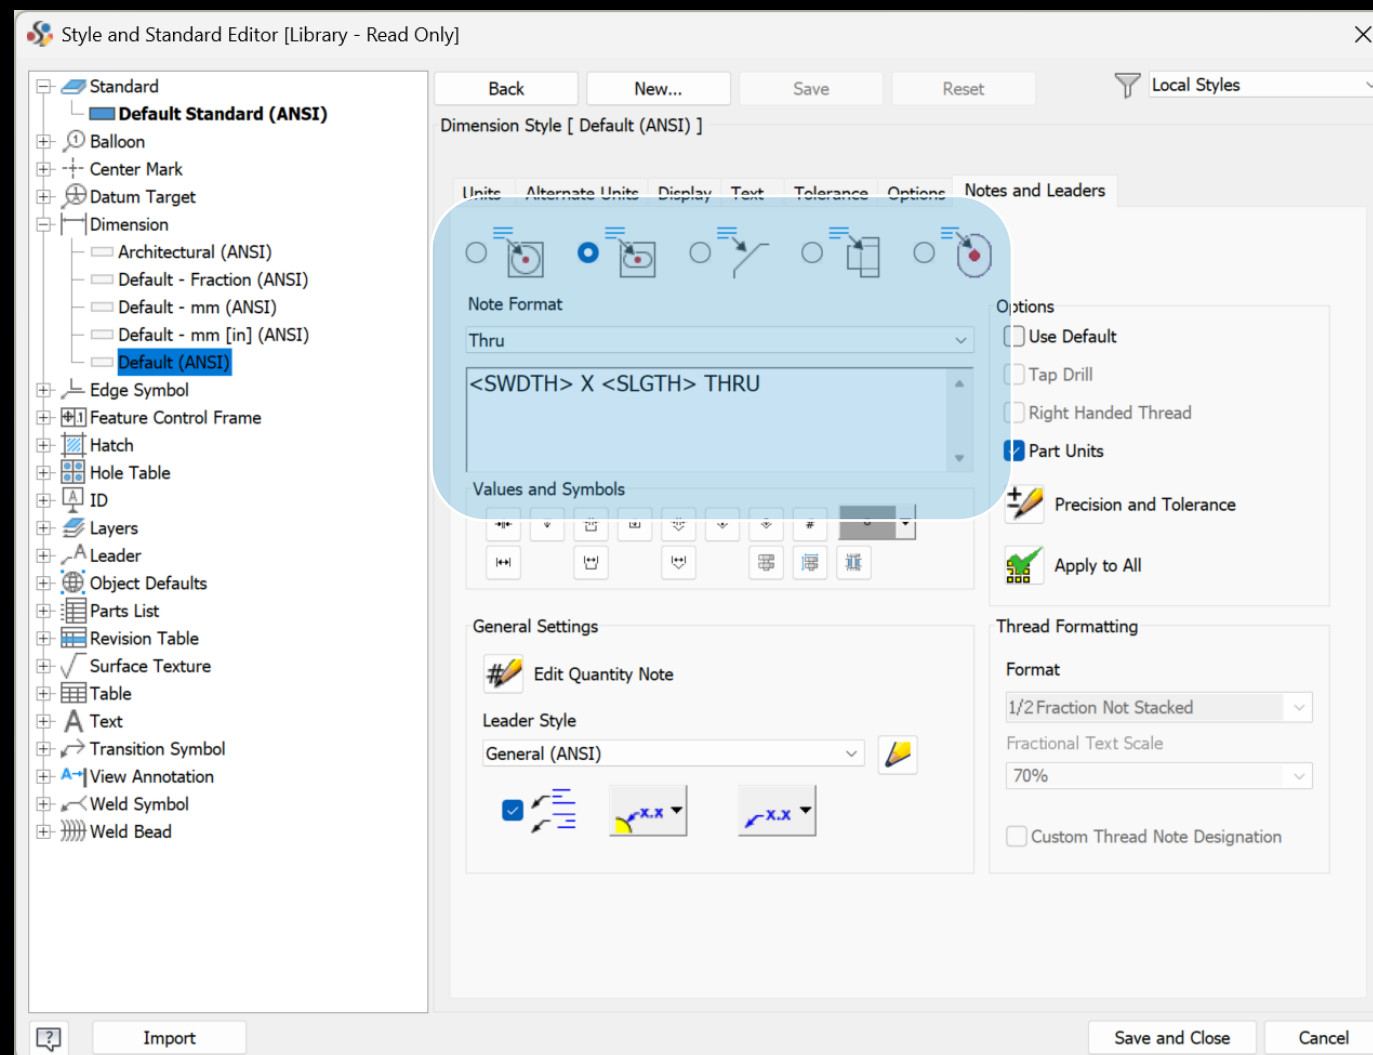 Style and Standard Editor [Library - Read Only]
Standard
Default Standard (ANSI)
Balloon
Center Mark
Datum Target
Dimension
Architectural (ANSI)
Default - Fraction (ANSI)
Default - mm (ANSI)
Default - mm [in] (ANSI)
Default (ANSI)
Edge Symbol
Feature Control Frame
Hatch
Hole Table
ID
Layers
Leader
Object Defaults
Parts List
Revision Table
Surface Texture
Table
Text
Transition Symbol
View Annotation
Weld Symbol
Weld Bead
Back New... Save Reset Local Styles
Dimension Style [ Default (ANSI) ]
Units Alternate Units Display Text Tolerance Options Notes and Leaders
Note Format
Thru
<SWDTH> X <SLGTH> THRU
Values and Symbols
#
Options
Use Default
Tap Drill
Right Handed Thread
Part Units
Precision and Tolerance
Apply to All
General Settings
# Edit Quantity Note
Leader Style
General (ANSI)
x.x x.x
Thread Formatting
Format
1/2 Fraction Not Stacked
Fractional Text Scale
70%
Custom Thread Note Designation
? Import Save and Close Cancel